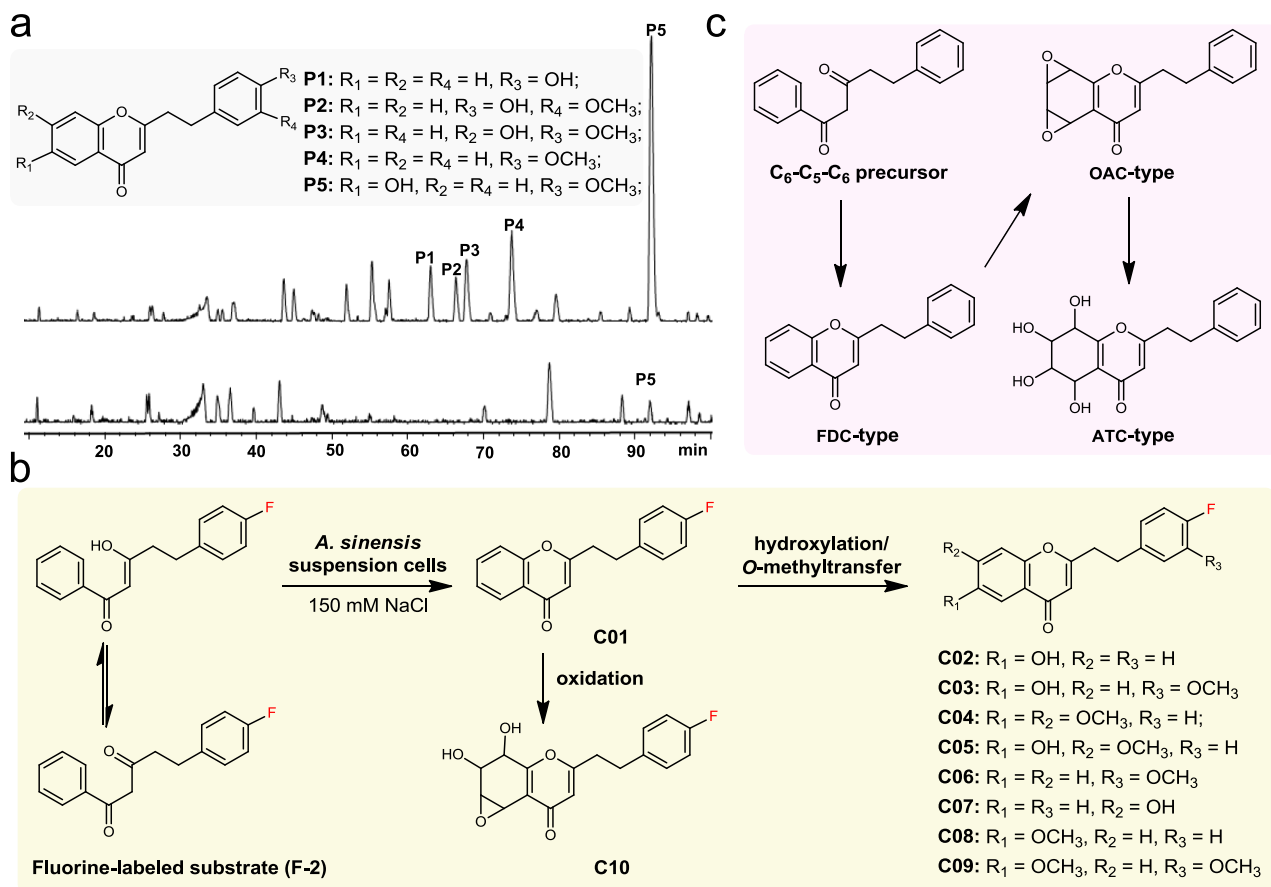 a
R₂
R₁
O
O
R₃
R₄
P1: R₁ = R₂ = R₄ = H, R₃ = OH;
P2: R₁ = R₂ = H, R₃ = OH, R₄ = OCH₃;
P3: R₁ = R₄ = H, R₂ = OH, R₃ = OCH₃;
P4: R₁ = R₂ = R₄ = H, R₃ = OCH₃;
P5: R₁ = OH, R₂ = R₄ = H, R₃ = OCH₃;
P5
P1
P2
P3
P4
P5
20 30 40 50 60 70 80 90 min
c
O
O
C₆-C₅-C₆ precursor
O
O
O
O
OAC-type
O
O
FDC-type
OH
HO
HO
OH
O
O
ATC-type
b
HO
O
F
A. sinensis
suspension cells
150 mM NaCl
O
O
F
C01
hydroxylation/
O-methyltransfer
R₂
R₁
O
O
F
R₃
O
O
F
Fluorine-labeled substrate (F-2)
oxidation
OH
HO
O
O
O
F
C10
C02: R₁ = OH, R₂ = R₃ = H
C03: R₁ = OH, R₂ = H, R₃ = OCH₃
C04: R₁ = R₂ = OCH₃, R₃ = H;
C05: R₁ = OH, R₂ = OCH₃, R₃ = H
C06: R₁ = R₂ = H, R₃ = OCH₃
C07: R₁ = R₃ = H, R₂ = OH
C08: R₁ = OCH₃, R₂ = H, R₃ = H
C09: R₁ = OCH₃, R₂ = H, R₃ = OCH₃